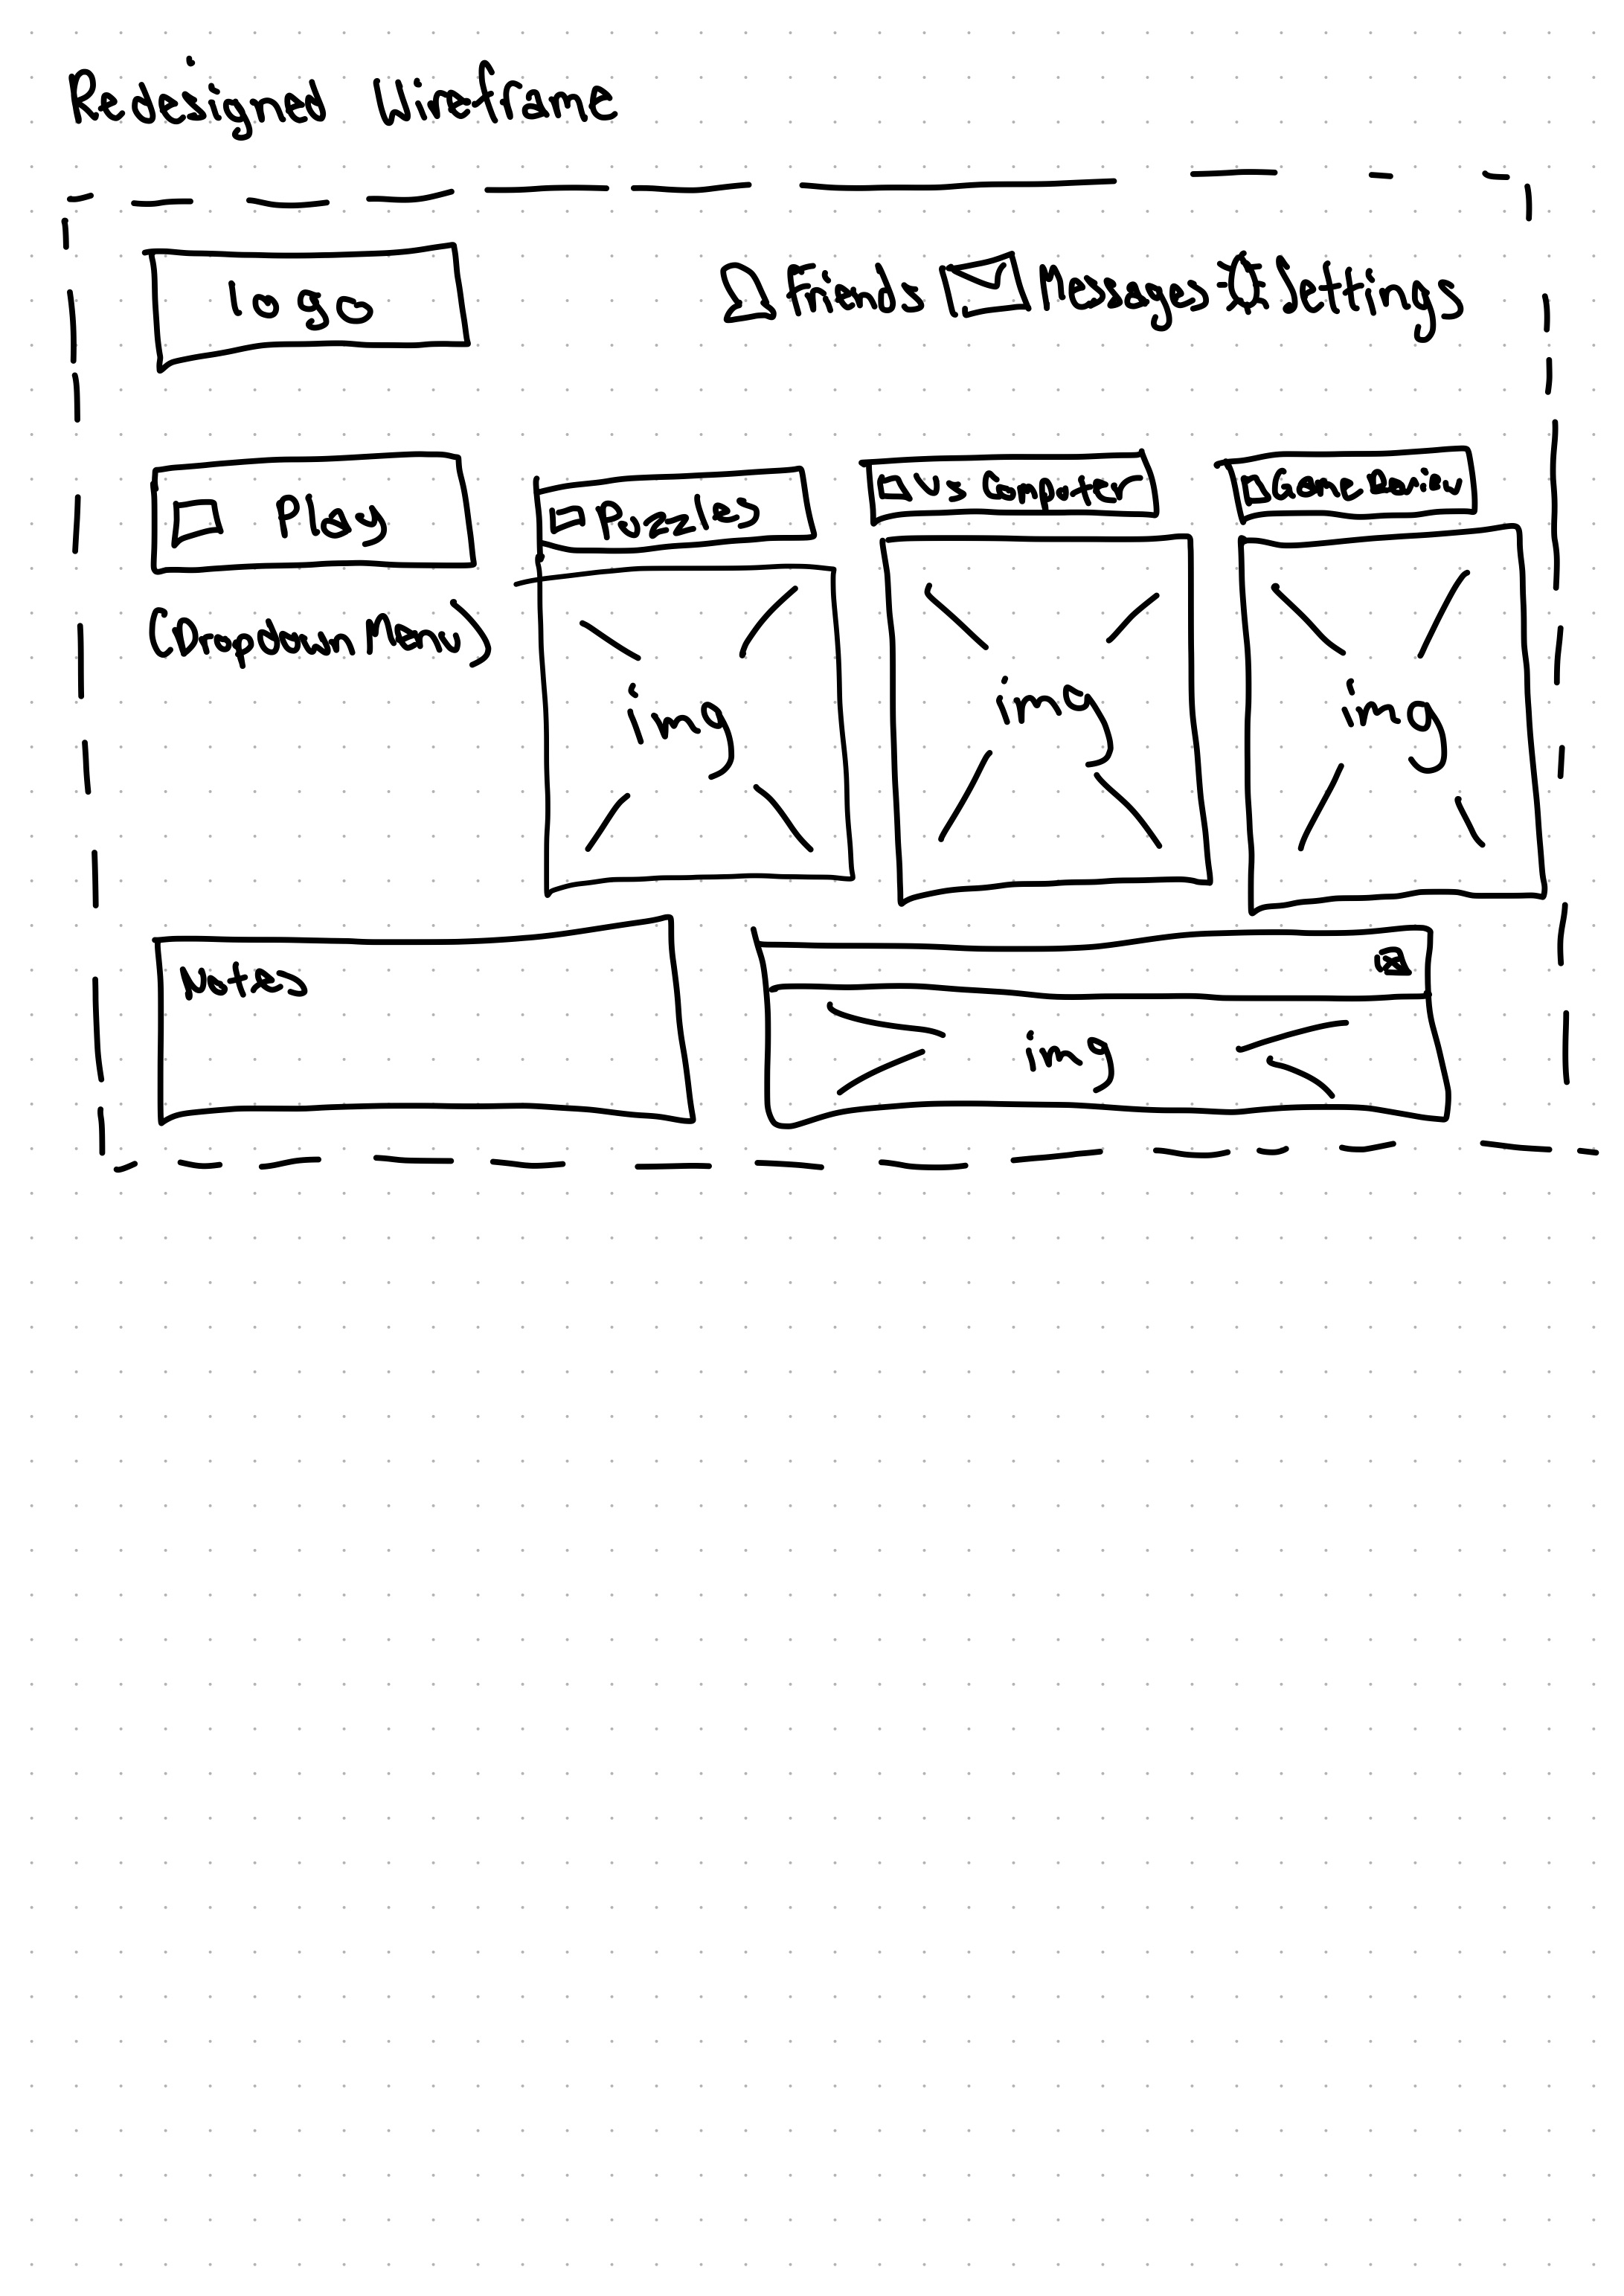 Redesigned Wireframe
logo
friends Messages Settings
Play
Puzzles
Vs Computer
Game Review
(Dropdown Menu)
img
img
img
Notes
img